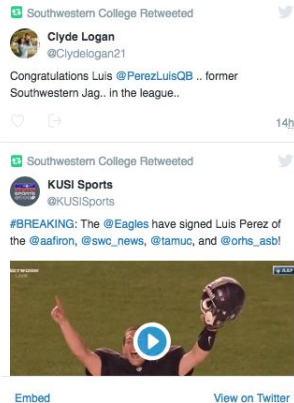 Southwestern College Retweeted
Clyde Logan
@Clydelogan21
Congratulations Luis @PerezLuisQB .. former
Southwestern Jag.. in the league..
14h
Southwestern College Retweeted
KUSI Sports
@KUSISports
#BREAKING: The @Eagles have signed Luis Perez of
the @aafiron, @swc_news, @tamuc, and @orhs_asb!
AAF
Embed
View on Twitter